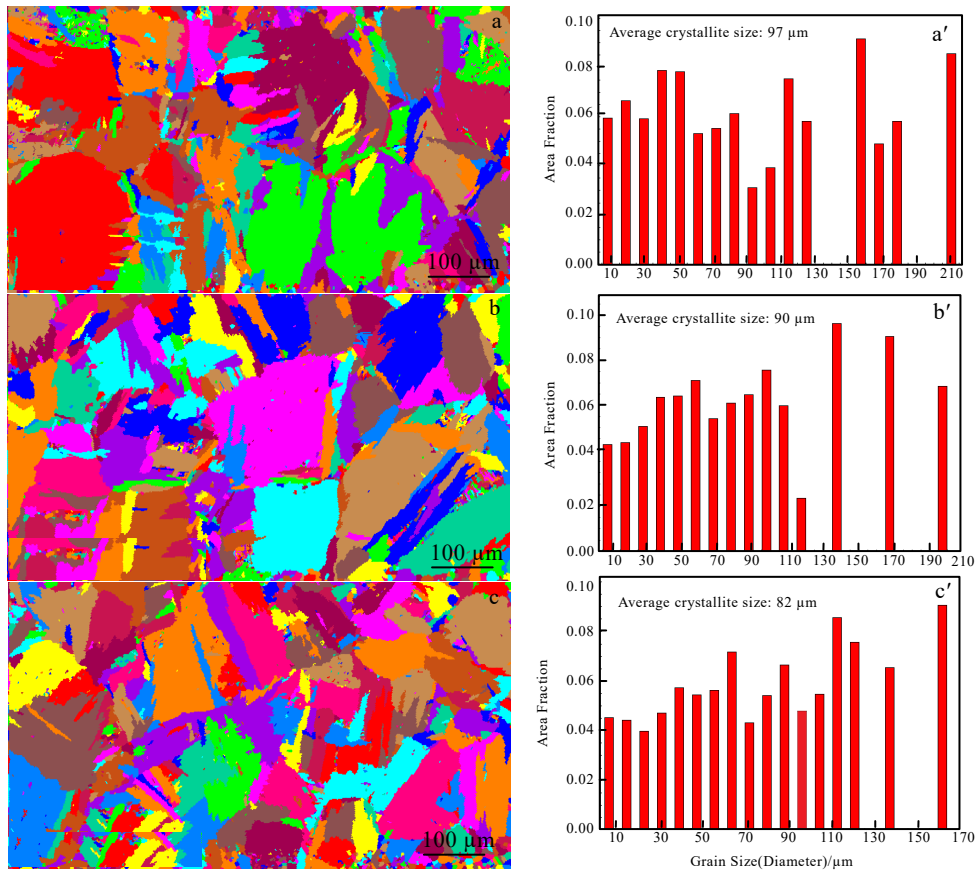 a
100 µm
0.10
0.08
0.06
0.04
0.02
0.00
Area Fraction
Average crystallite size: 97 µm
a′
10 30 50 70 90 110 130 150 170 190 210
b
100 µm
0.10
0.08
0.06
0.04
0.02
0.00
Area Fraction
Average crystallite size: 90 µm
b′
10 30 50 70 90 110 130 150 170 190 210
c
100 µm
0.10
0.08
0.06
0.04
0.02
0.00
Area Fraction
Average crystallite size: 82 µm
c′
10 30 50 70 90 110 130 150 170
Grain Size(Diameter)/µm